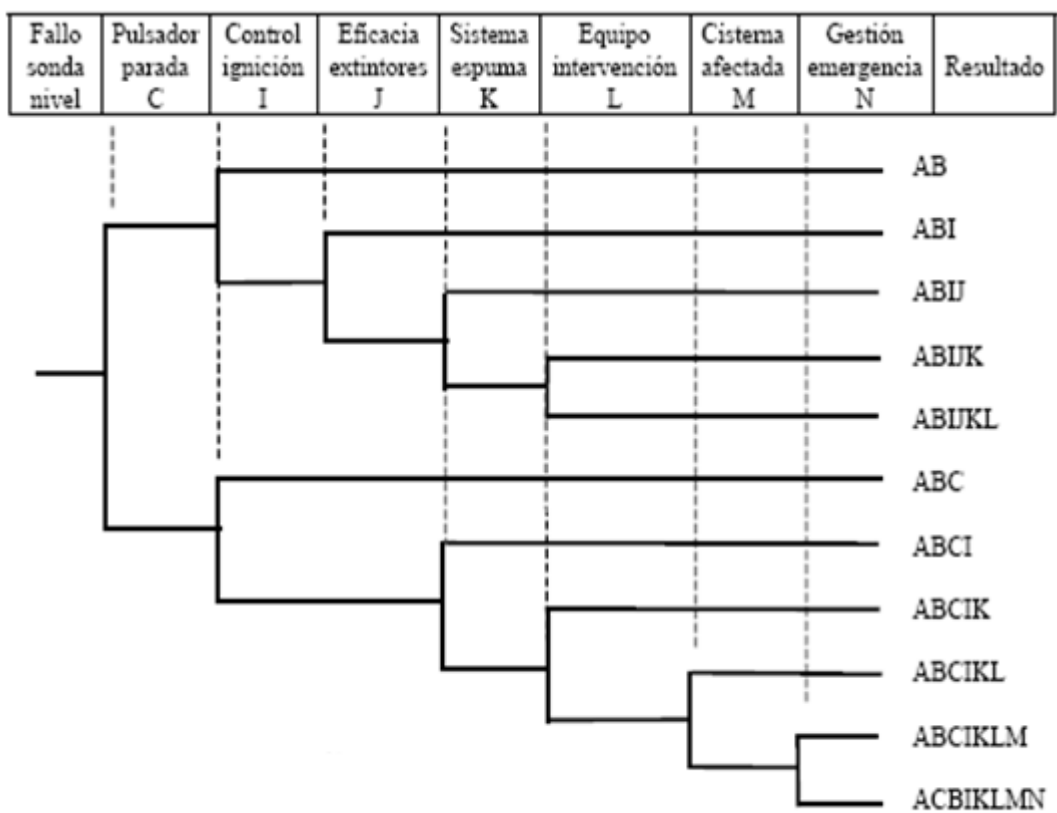 Fallo sonda nivel
Pulsador parada C
Control ignición I
Eficacia extintores J
Sistema espuma K
Equipo intervención L
Cisterna afectada M
Gestión emergencia N
Resultado
AB
ABI
ABIJ
ABIJK
ABIJKL
ABC
ABCI
ABCIK
ABCIKL
ABCIKLM
ACBIKLMN